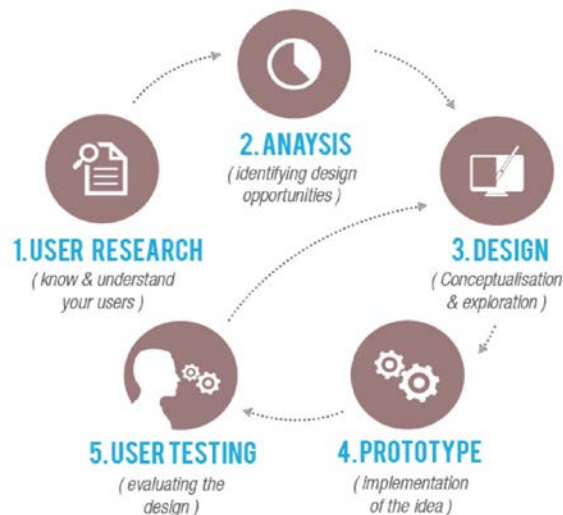 1.USER RESEARCH
( know & understand
your users )
2.ANAYSIS
( identifying design
opportunities )
3.DESIGN
( Conceptualisation
& exploration )
4.PROTOTYPE
( Implementation
of the idea )
5.USER TESTING
( evaluating the
design )